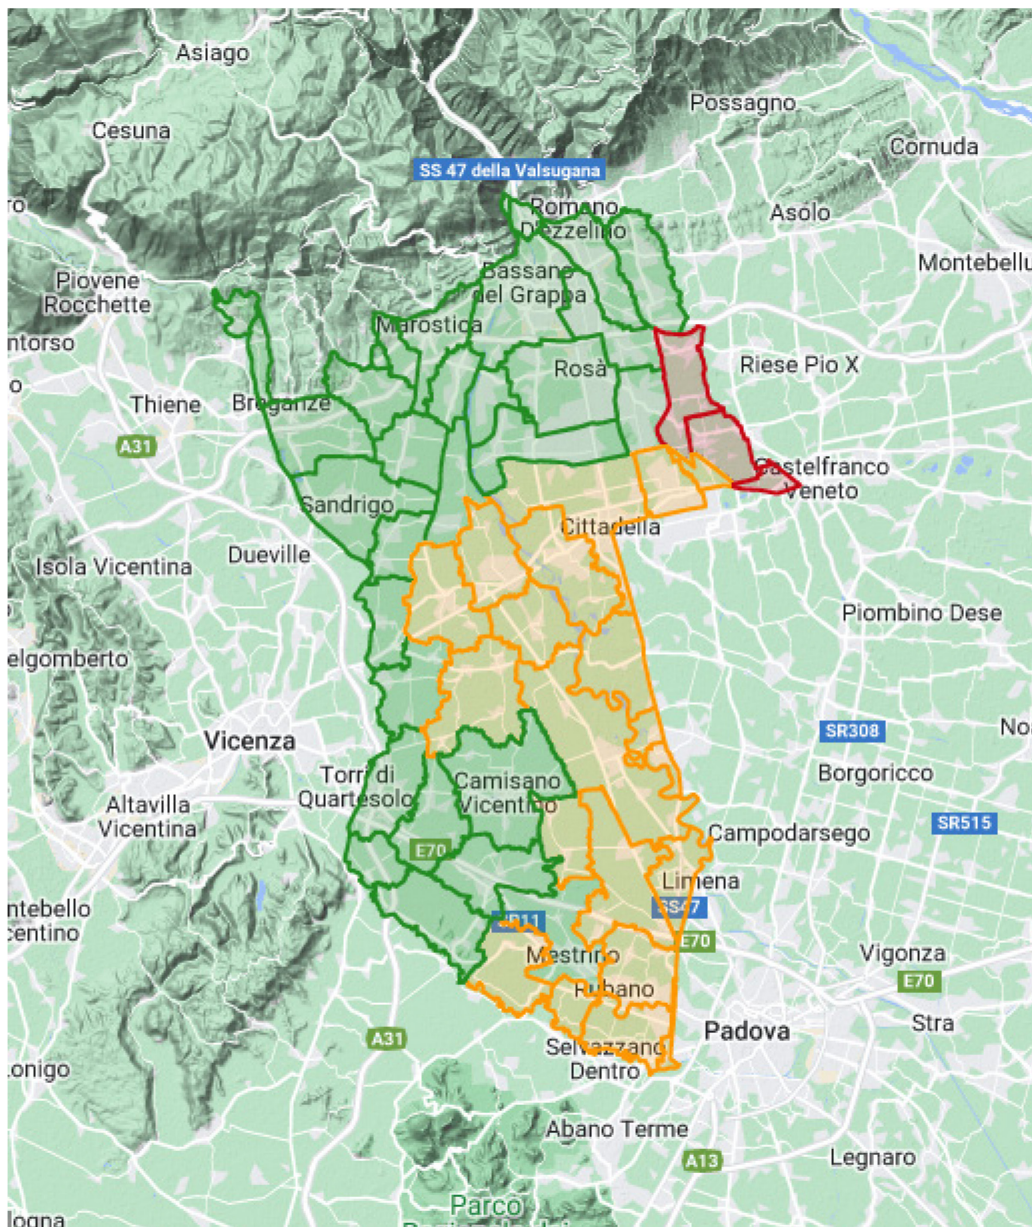 Asiago
Possagno
Cesuna
Cornuda
SS 47 della Valsugana
ro
Romano
D'ezzelino
Asolo
Montebellu
Piovene
Rocchette
Bassano
del Grappa
Marostica
ntorso
Riese Pio X
Rosà
o
Thiene
Breganze
A31
Castelfranco
Veneto
Sandrigo
Cittadella
Dueville
Isola Vicentina
Piombino Dese
elgomberto
Vicenza
SR308
No
Torri di
Quartesolo
Camisano
Vicentino
Borgoricco
Altavilla
Vicentina
SR515
Campodarsego
E70
Limena
ntebello
centino
SS47
SR11
E70
Mestrino
Vigonza
E70
Rubano
Padova
Stra
A31
Selvazzano
Dentro
onigo
Abano Terme
A13
Legnaro
Parco
logna